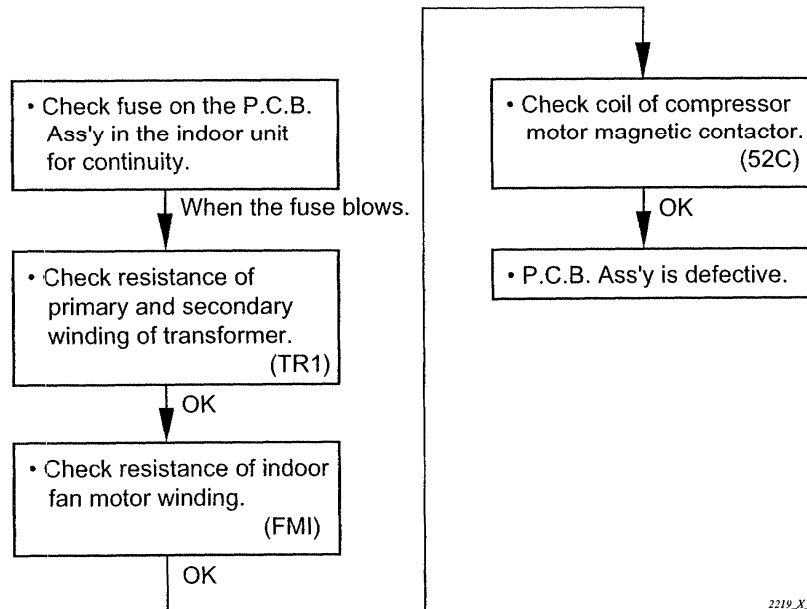 • Check fuse on the P.C.B.
Ass'y in the indoor unit
for continuity.
When the fuse blows.
• Check resistance of
primary and secondary
winding of transformer.
(TR1)
OK
• Check resistance of indoor
fan motor winding.
(FMI)
OK
• Check coil of compressor
motor magnetic contactor.
(52C)
OK
• P.C.B. Ass'y is defective.
2219_X_